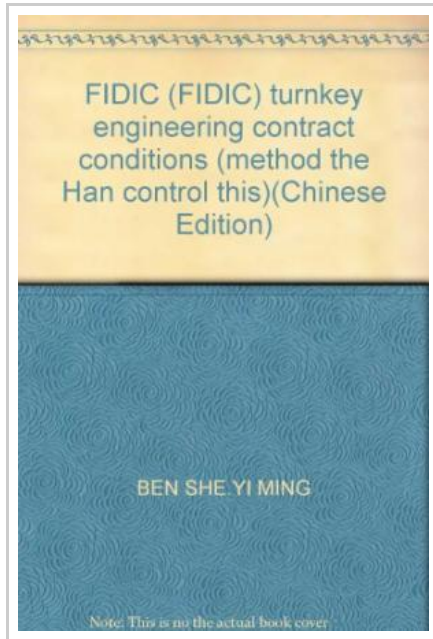 FIDIC (FIDIC) turnkey
engineering contract
conditions (method the
Han control this)(Chinese
Edition)
BEN SHE.YI MING
Note: This is no the actual book cover